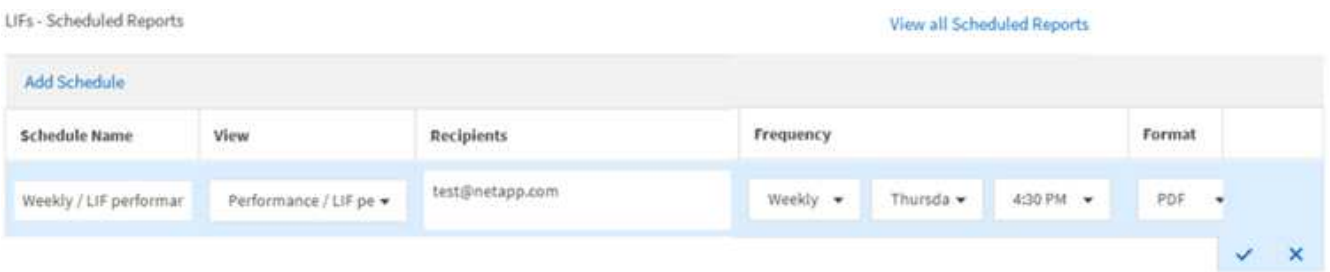 LIFs - Scheduled Reports View all Scheduled Reports
Add Schedule
Schedule Name View Recipients Frequency Format
Weekly / LIF performar Performance / LIF pe test@netapp.com Weekly Thursda 4:30 PM PDF